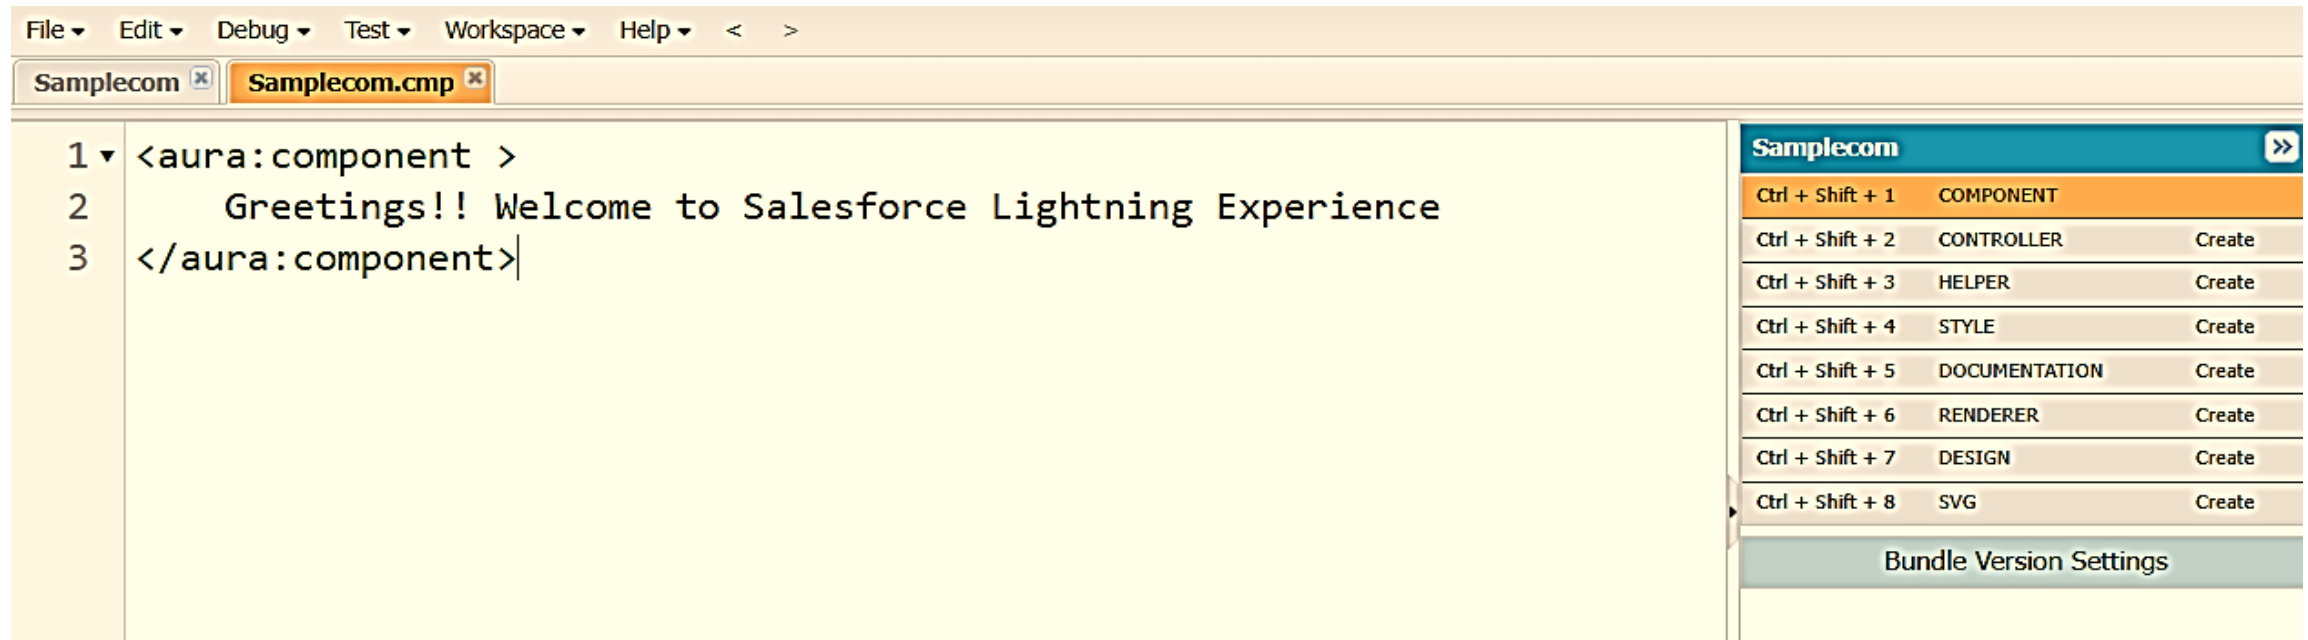 File Edit Debug Test Workspace Help < >
Samplecom Samplecom.cmp
1 <aura:component >
2 Greetings!! Welcome to Salesforce Lightning Experience
3 </aura:component>
Samplecom
Ctrl + Shift + 1 COMPONENT
Ctrl + Shift + 2 CONTROLLER Create
Ctrl + Shift + 3 HELPER Create
Ctrl + Shift + 4 STYLE Create
Ctrl + Shift + 5 DOCUMENTATION Create
Ctrl + Shift + 6 RENDERER Create
Ctrl + Shift + 7 DESIGN Create
Ctrl + Shift + 8 SVG Create
Bundle Version Settings